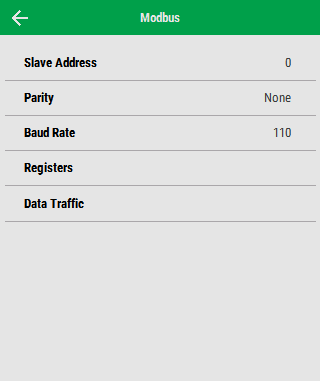 Modbus
Slave Address 0
Parity None
Baud Rate 110
Registers
Data Traffic